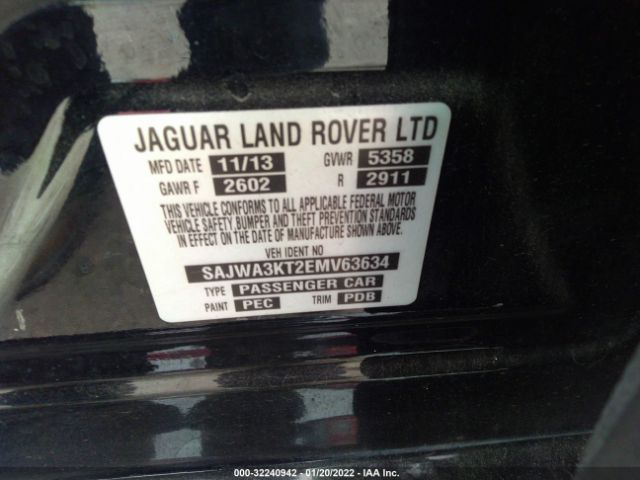 JAGUAR LAND ROVER LTD
MFD DATE 11/13 GVWR 5358
GAWR F 2602 R 2911
THIS VEHICLE CONFORMS TO ALL APPLICABLE FEDERAL MOTOR
VEHICLE SAFETY, BUMPER AND THEFT PREVENTION STANDARDS
IN EFFECT ON THE DATE OF MANUFACTURE SHOWN ABOVE
VEH IDENT NO
SAJWA3KT2EMV63634
TYPE PASSENGER CAR
PAINT PEC TRIM PDB
000-32240942 - 01/20/2022 - IAA Inc.